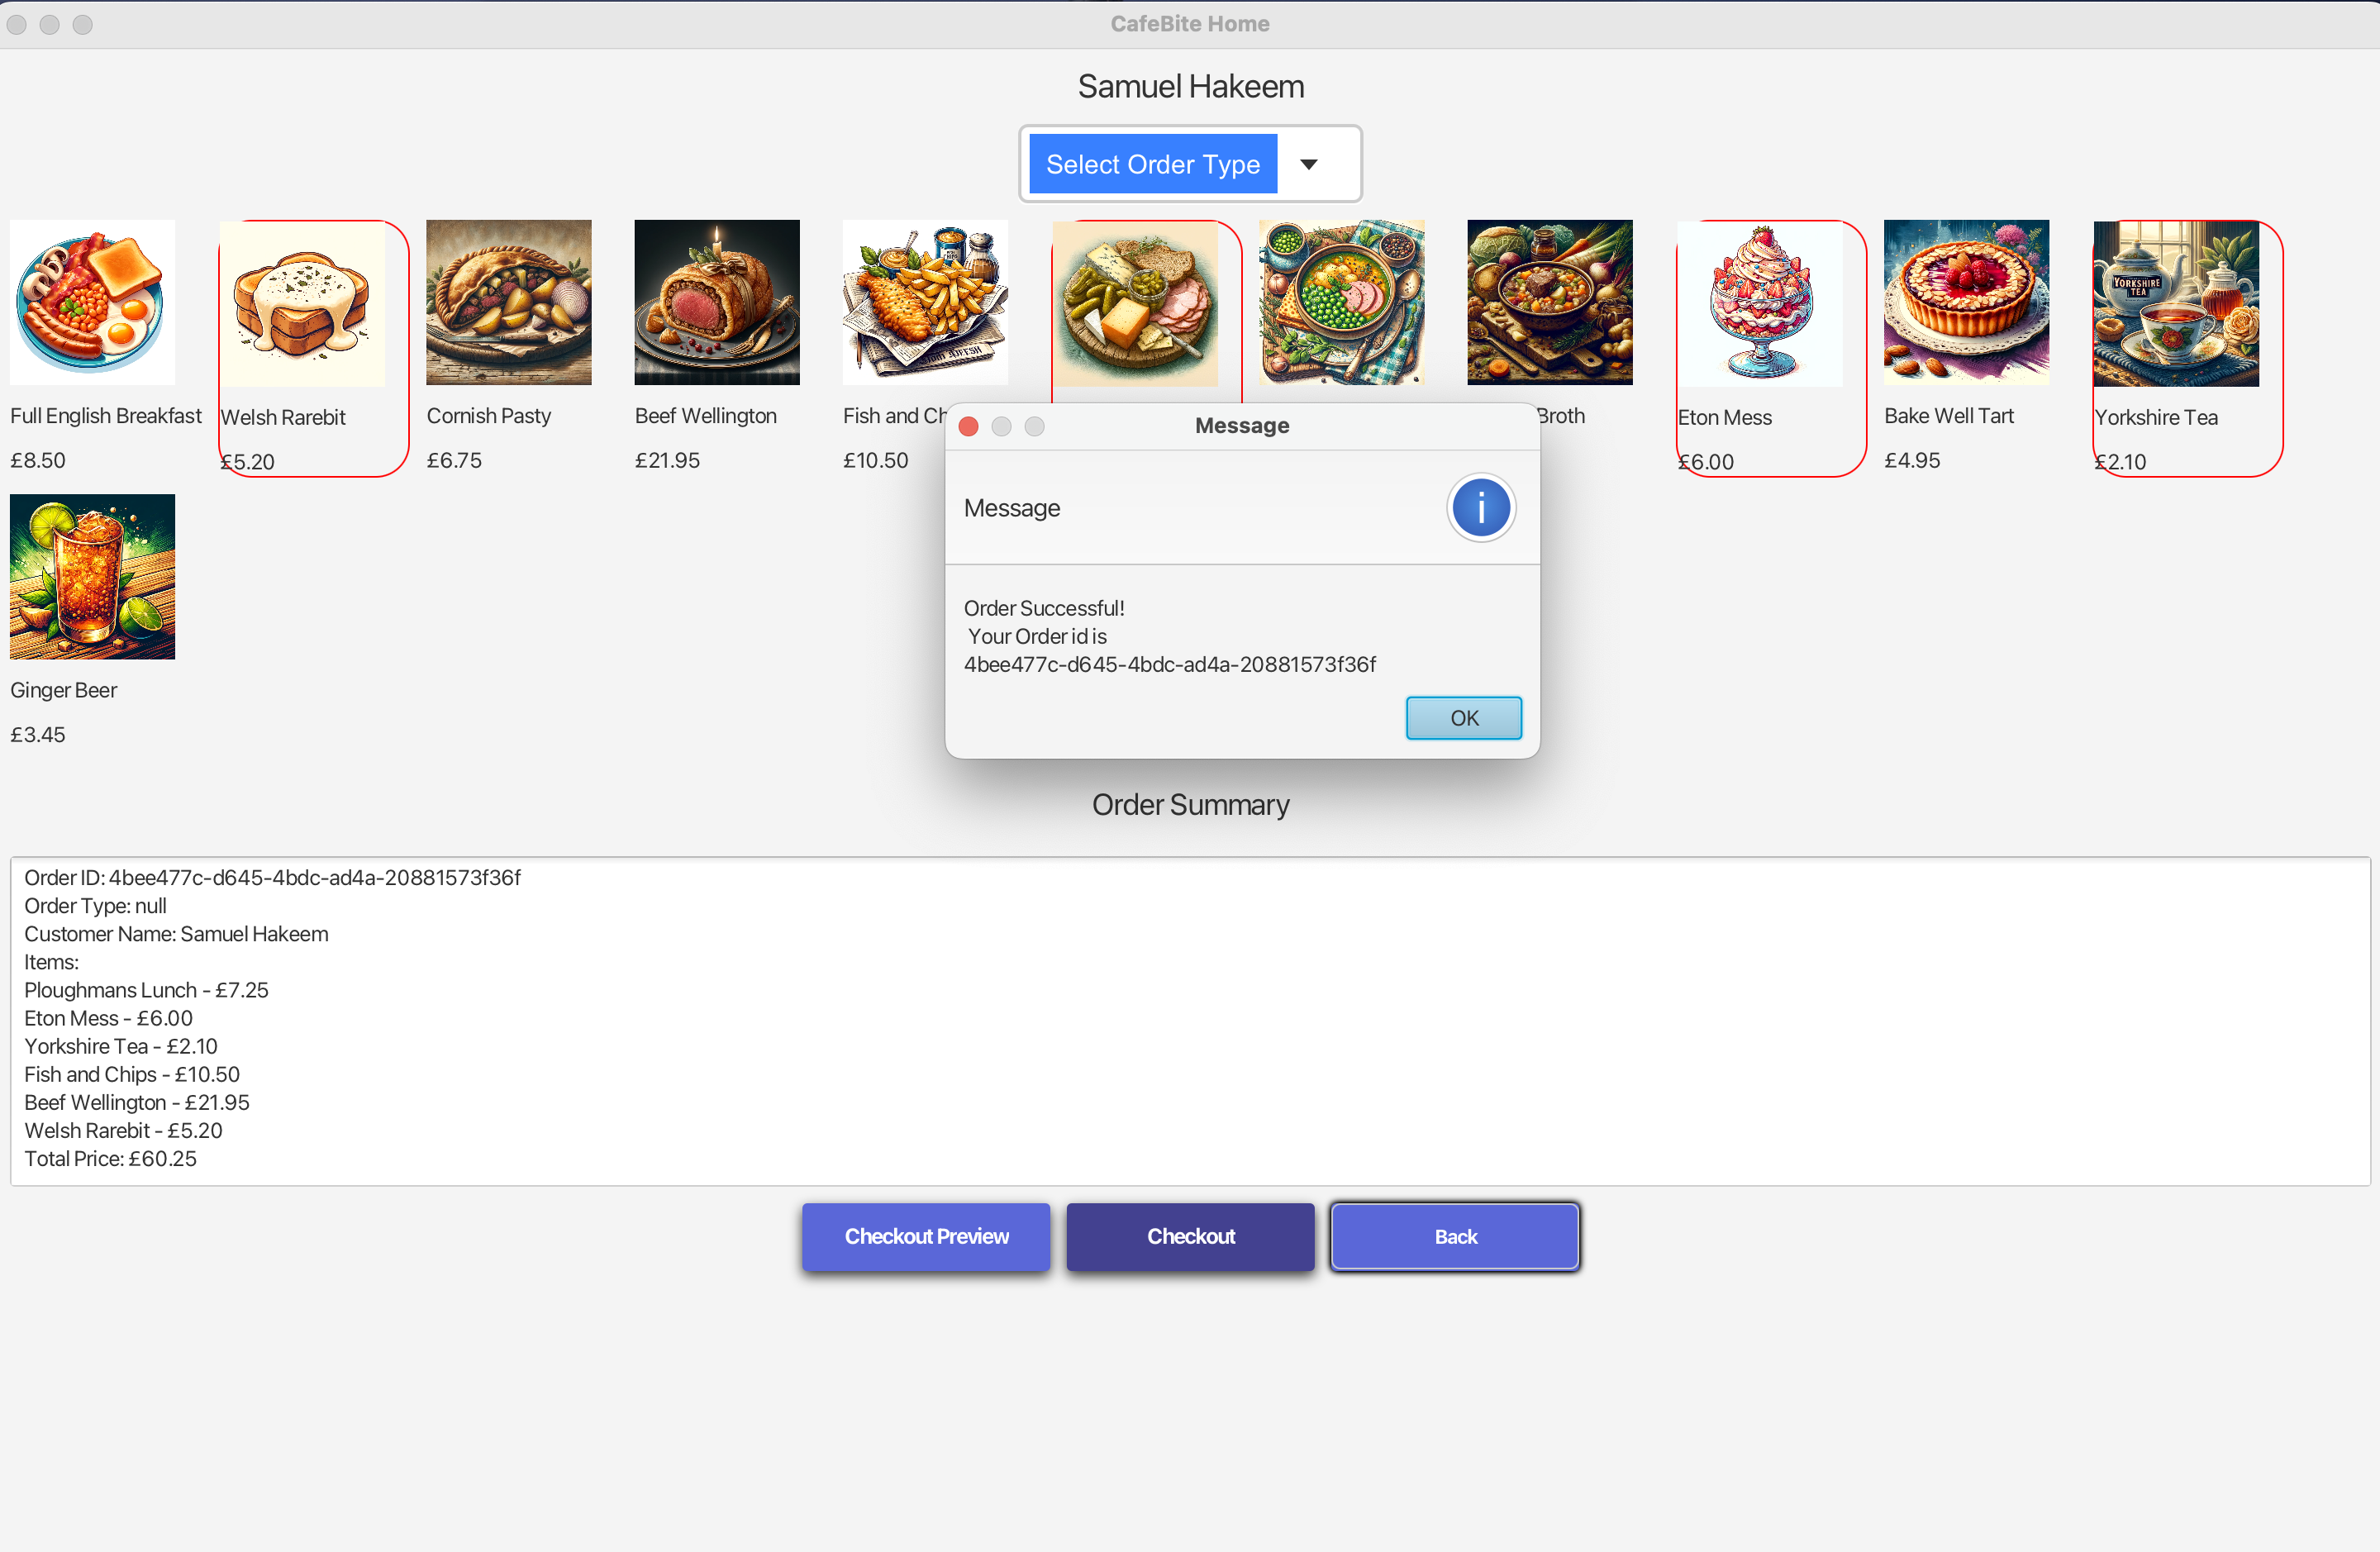 CafeBite Home
Samuel Hakeem
Select Order Type
YORKSHIRE
TEA
Full English Breakfast
£8.50
Welsh Rarebit
£5.20
Cornish Pasty
£6.75
Beef Wellington
£21.95
Fish and Ch
£10.50
Broth
Eton Mess
£6.00
Bake Well Tart
£4.95
Yorkshire Tea
£2.10
Ginger Beer
£3.45
Message
Message
i
Order Successful!
Your Order id is
4bee477c-d645-4bdc-ad4a-20881573f36f
OK
Order Summary
Order ID: 4bee477c-d645-4bdc-ad4a-20881573f36f
Order Type: null
Customer Name: Samuel Hakeem
Items:
Ploughmans Lunch - £7.25
Eton Mess - £6.00
Yorkshire Tea - £2.10
Fish and Chips - £10.50
Beef Wellington - £21.95
Welsh Rarebit - £5.20
Total Price: £60.25
Checkout Preview
Checkout
Back